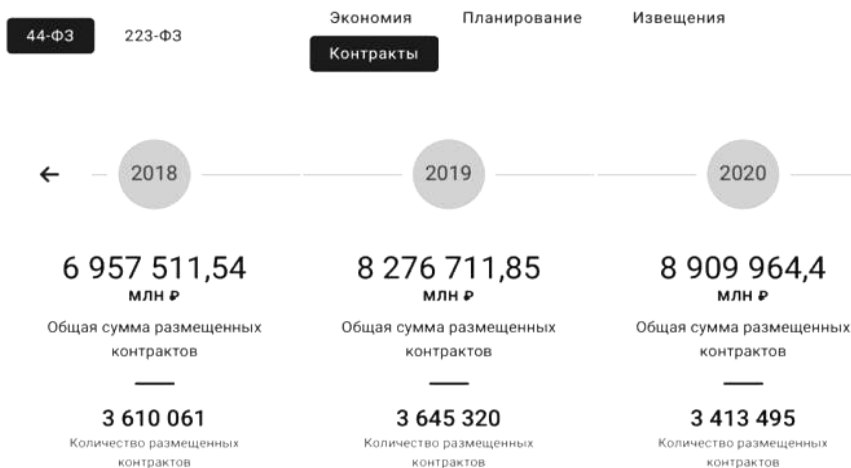 44-ФЗ 223-ФЗ Экономия Планирование Извещения
Контракты
2018 2019 2020
6 957 511,54 8 276 711,85 8 909 964,4
МЛН ₽ МЛН ₽ МЛН ₽
Общая сумма размещенных Общая сумма размещенных Общая сумма размещенных
контрактов контрактов контрактов
3 610 061 3 645 320 3 413 495
Количество размещенных Количество размещенных Количество размещенных
контрактов контрактов контрактов